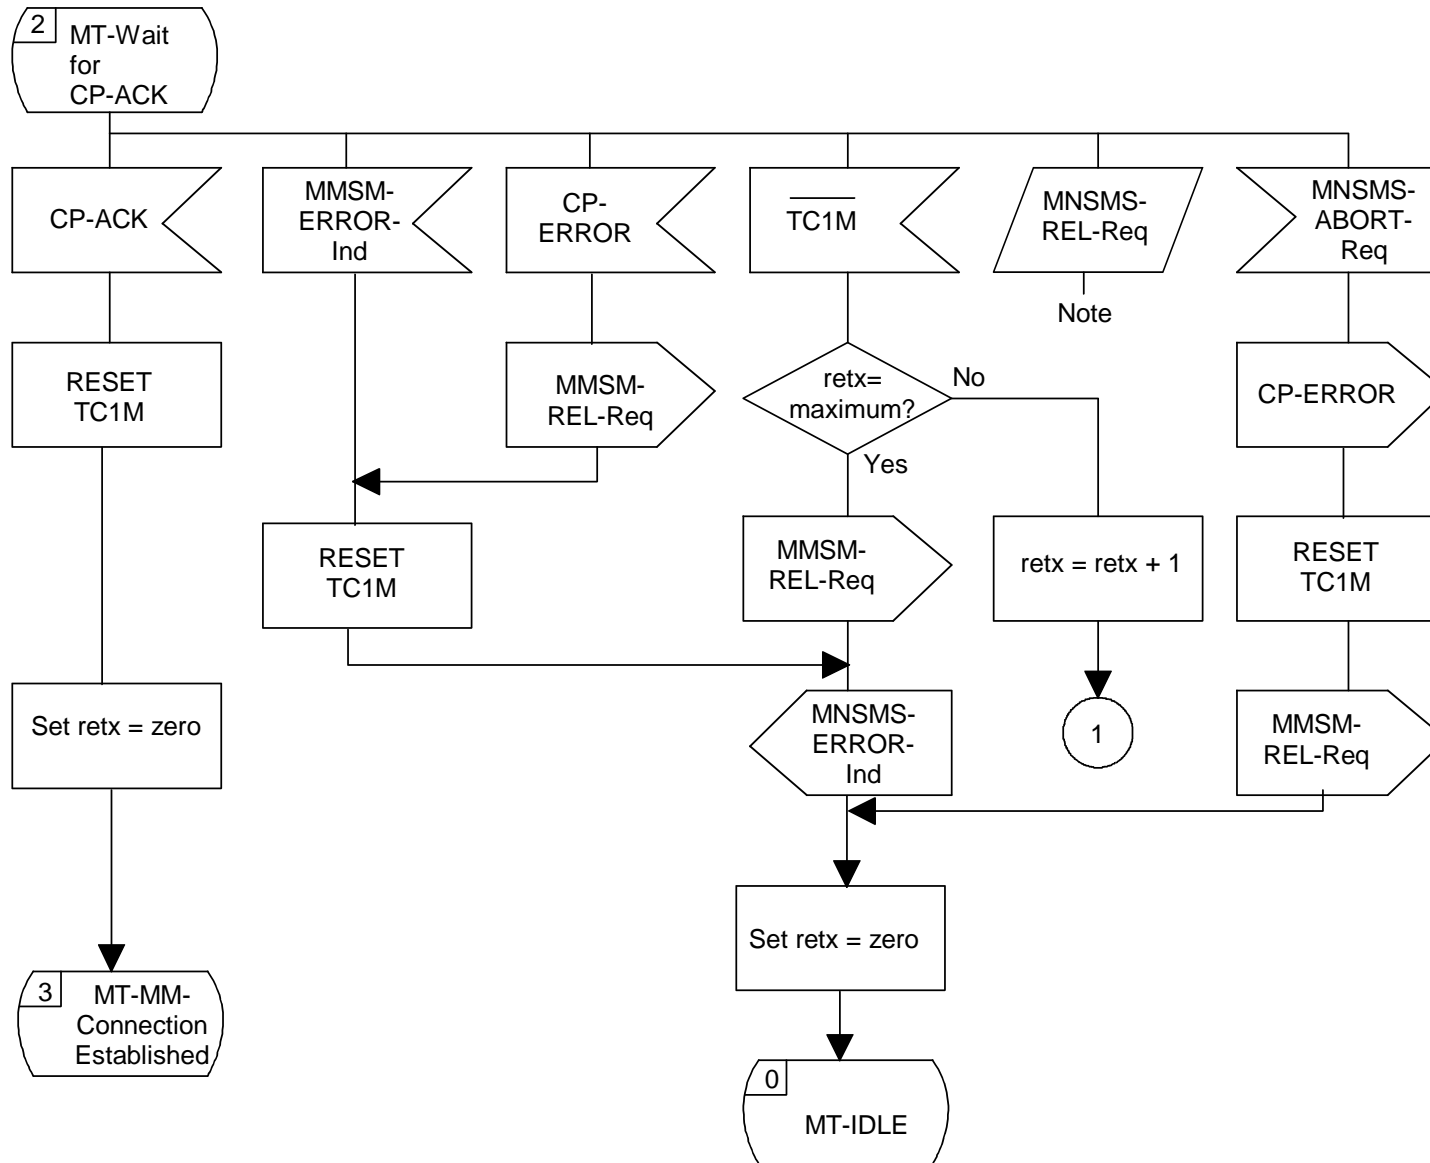 2
MT-Wait
for
CP-ACK
CP-ACK
MMSM-
ERROR-
Ind
CP-
ERROR
TC1M
MNSMS-
REL-Req
MNSMS-
ABORT-
Req
Note
RESET
TC1M
MMSM-
REL-Req
retx=
maximum?
No
Yes
CP-ERROR
RESET
TC1M
MMSM-
REL-Req
retx = retx + 1
RESET
TC1M
Set retx = zero
MNSMS-
ERROR-
Ind
1
MMSM-
REL-Req
Set retx = zero
3
MT-MM-
Connection
Established
0
MT-IDLE